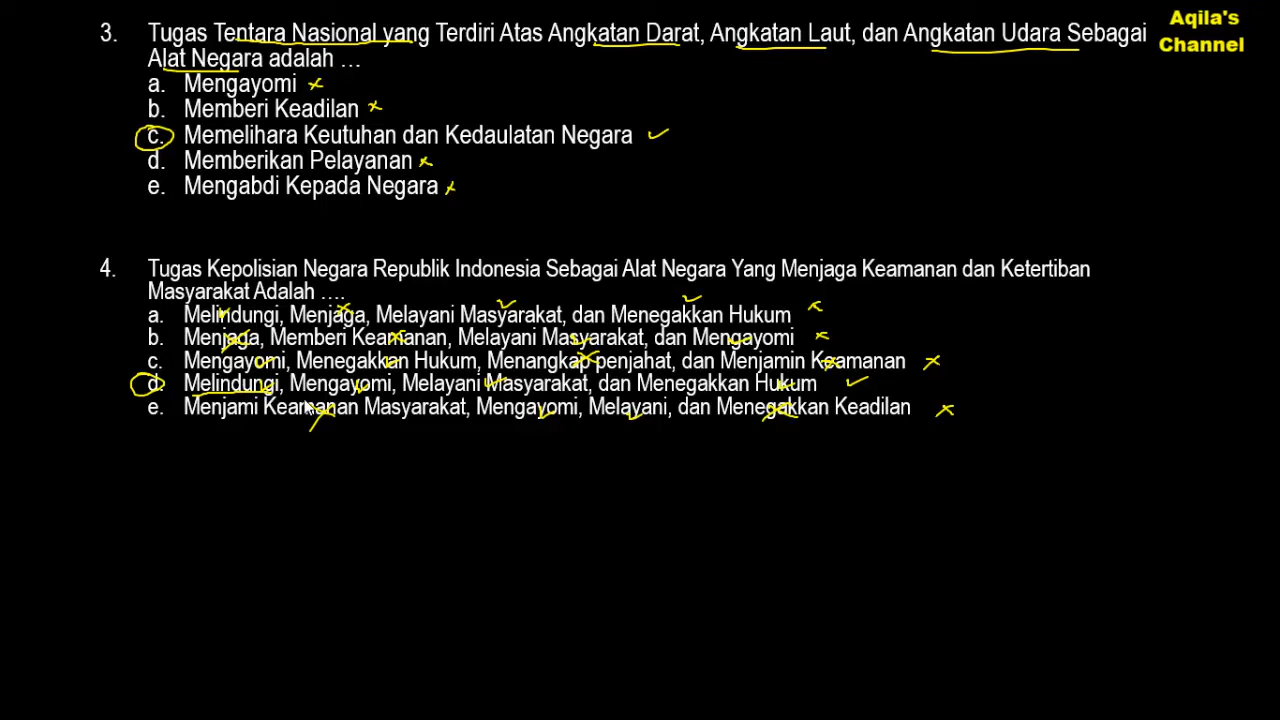 Aqila's
Channel
3. Tugas Tentara Nasional yang Terdiri Atas Angkatan Darat, Angkatan Laut, dan Angkatan Udara Sebagai
Alat Negara adalah ...
a. Mengayomi
b. Memberi Keadilan
c. Memelihara Keutuhan dan Kedaulatan Negara
d. Memberikan Pelayanan
e. Mengabdi Kepada Negara
4. Tugas Kepolisian Negara Republik Indonesia Sebagai Alat Negara Yang Menjaga Keamanan dan Ketertiban
Masyarakat Adalah ....
a. Melindungi, Menjaga, Melayani Masyarakat, dan Menegakkan Hukum
b. Menjaga, Memberi Keamanan, Melayani Masyarakat, dan Mengayomi
c. Mengayomi, Menegakkan Hukum, Menangkap penjahat, dan Menjamin Keamanan
d. Melindungi, Mengayomi, Melayani Masyarakat, dan Menegakkan Hukum
e. Menjami Keamanan Masyarakat, Mengayomi, Melayani, dan Menegakkan Keadilan